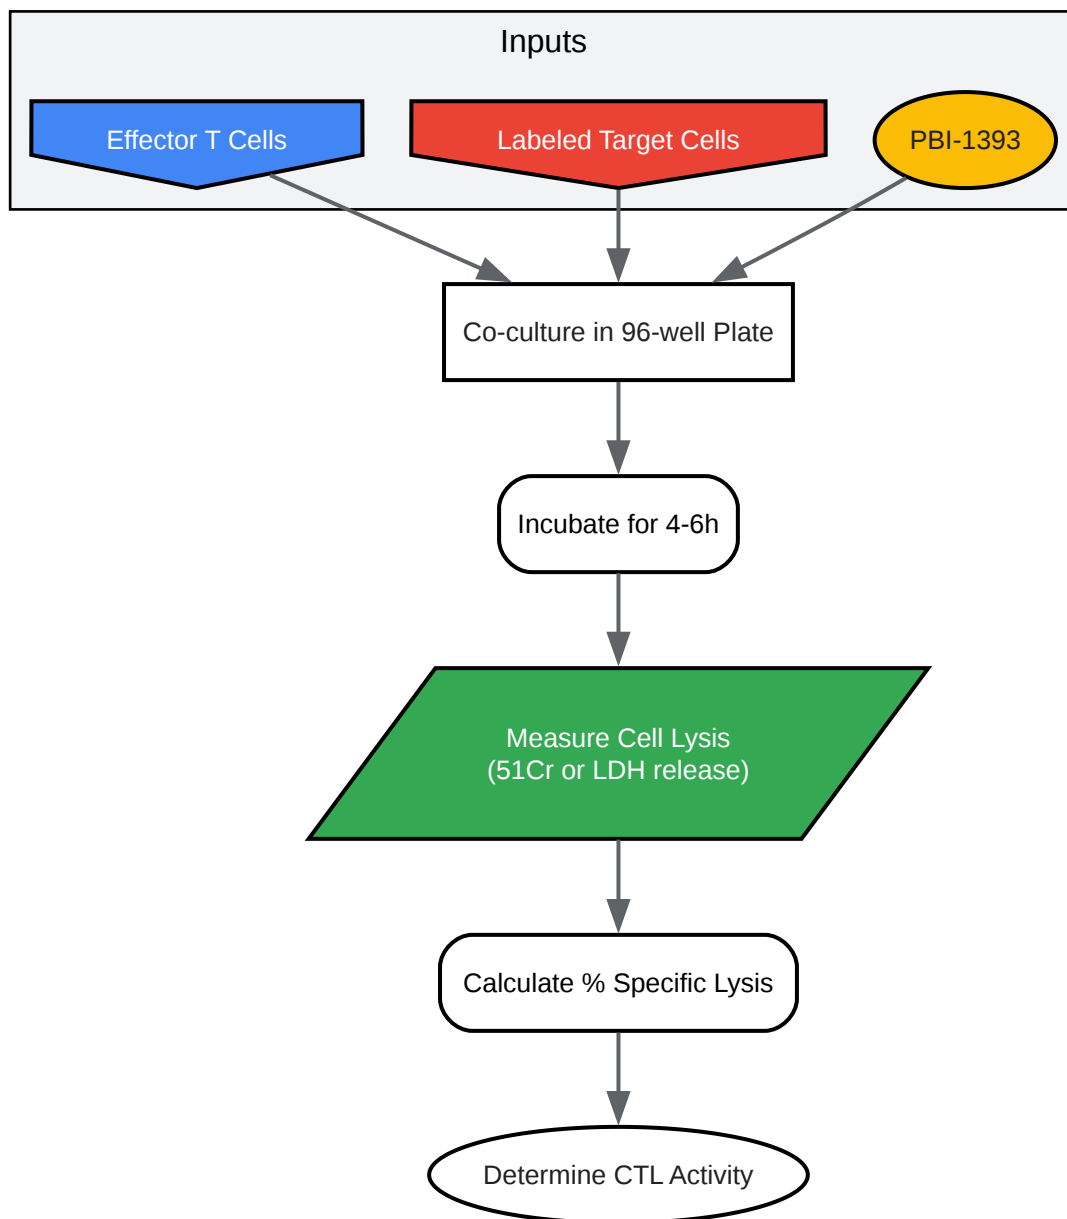 Inputs
Effector T Cells
Labeled Target Cells
PBI-1393
Co-culture in 96-well Plate
Incubate for 4-6h
Measure Cell Lysis
(51Cr or LDH release)
Calculate % Specific Lysis
Determine CTL Activity